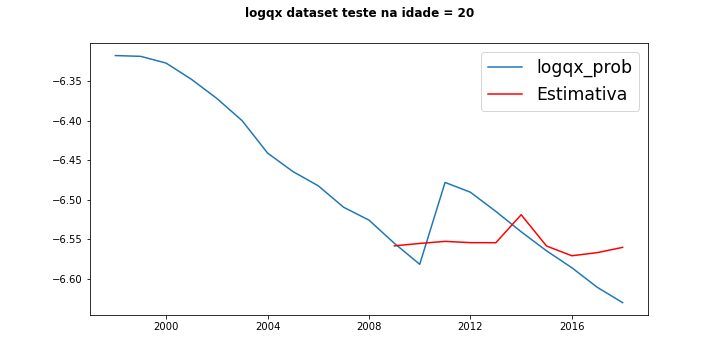 logqx dataset teste na idade = 20
logqx_prob
Estimativa
−6.35
−6.40
−6.45
−6.50
−6.55
−6.60
2000 2004 2008 2012 2016